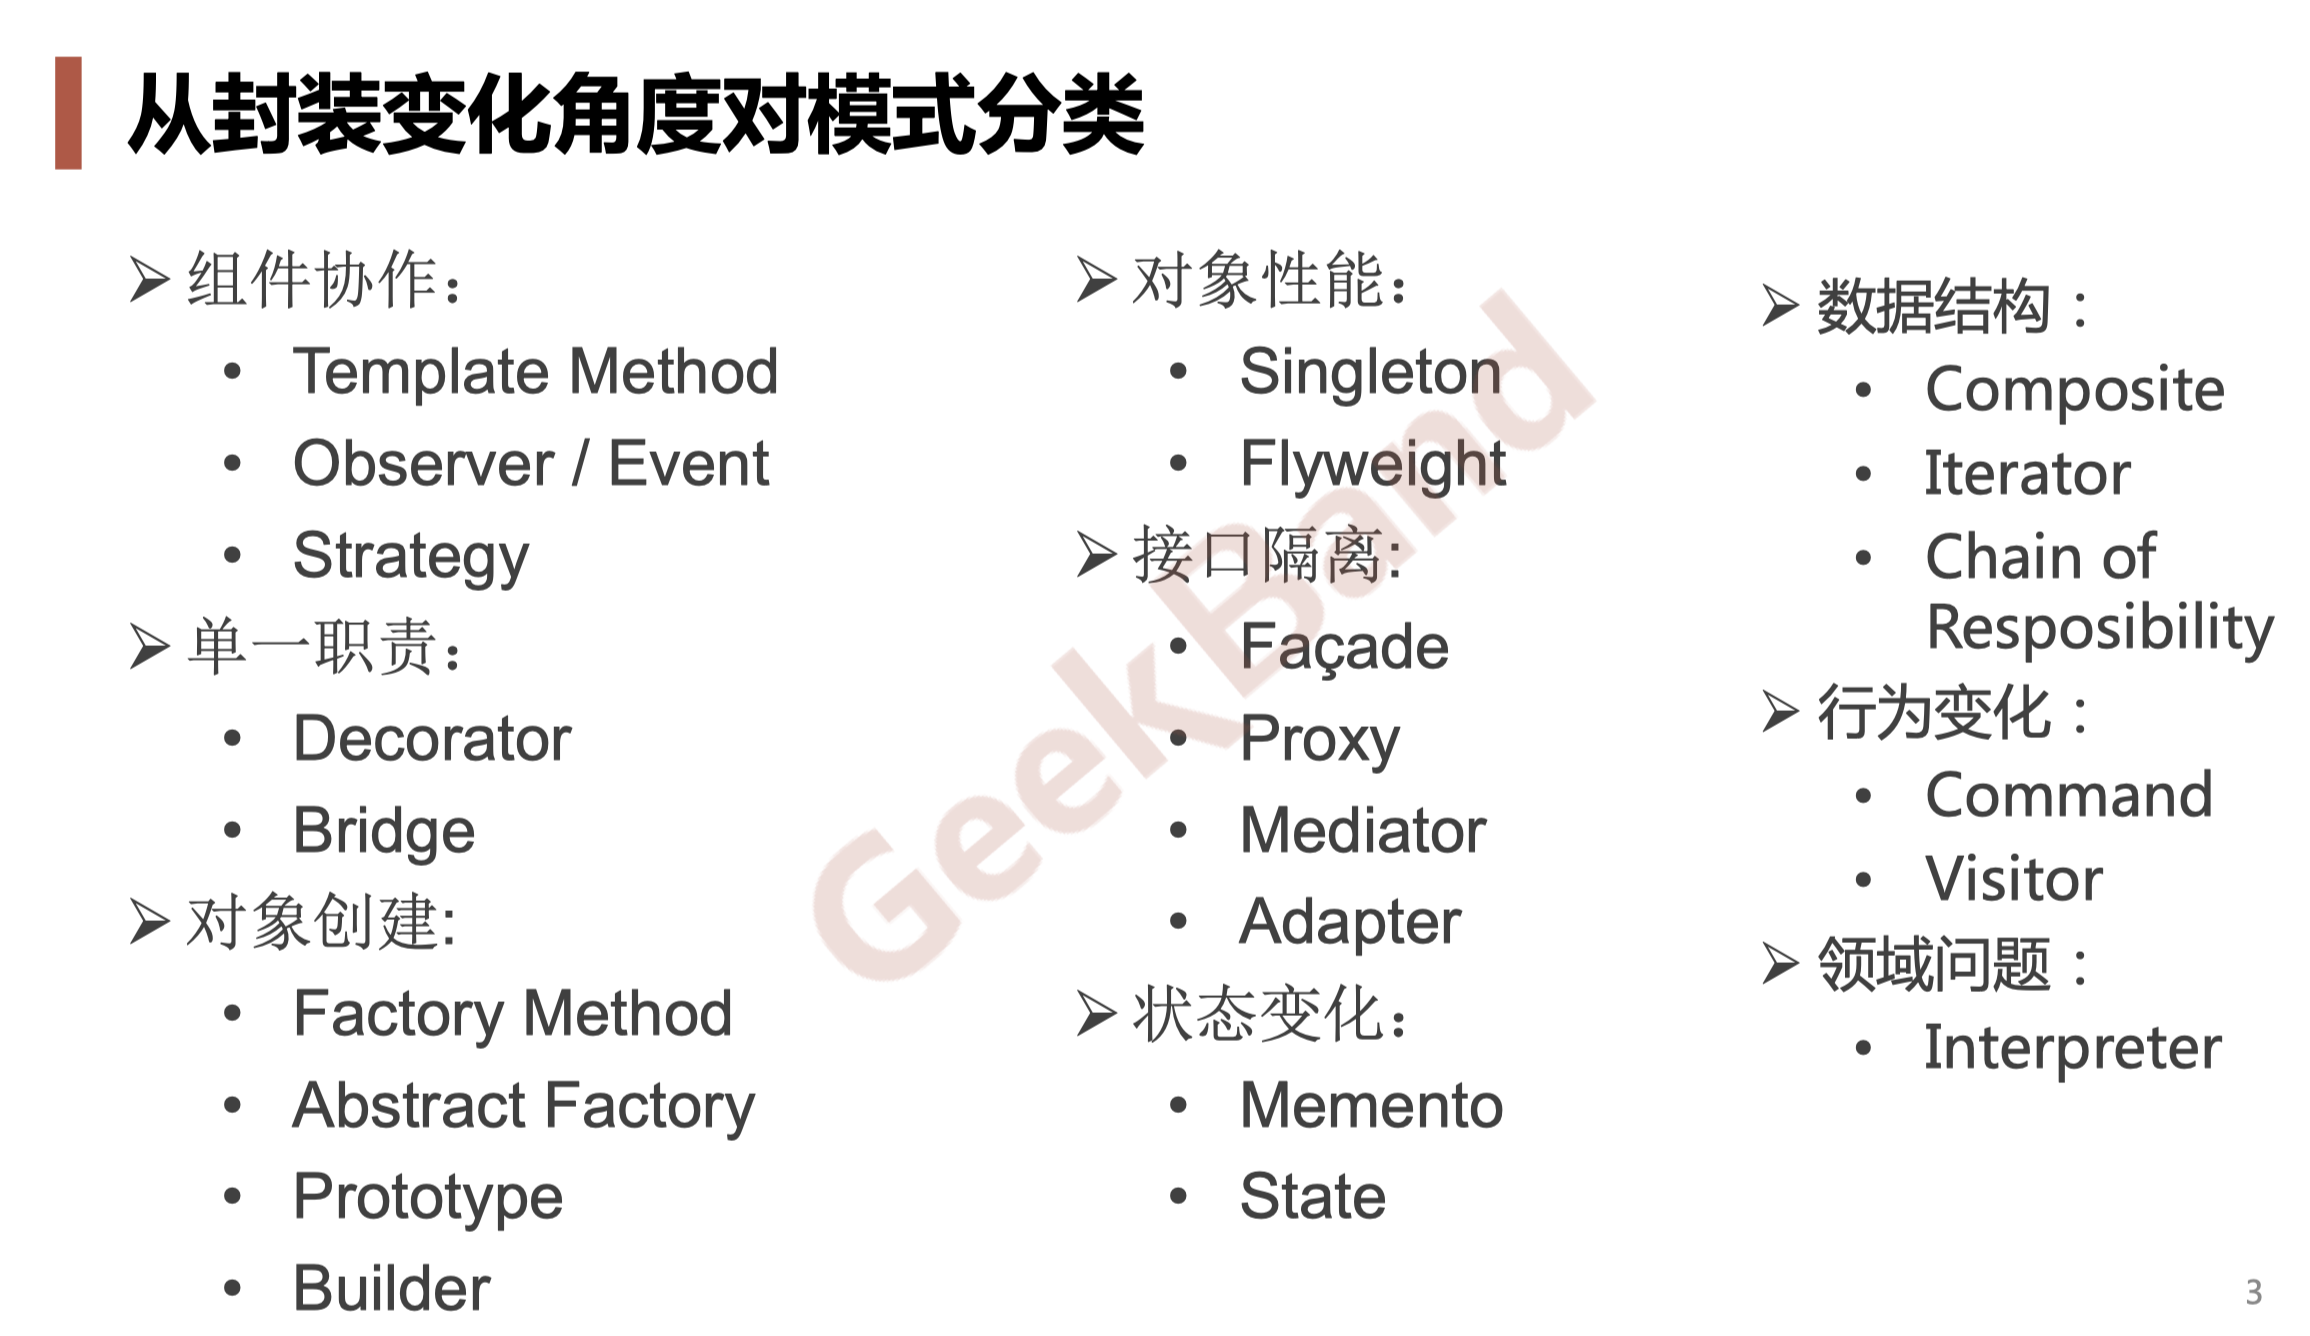 从封装变化角度对模式分类
➢ 组件协作：
• Template Method
• Observer / Event
• Strategy
➢ 单一职责：
• Decorator
• Bridge
➢ 对象创建:
• Factory Method
• Abstract Factory
• Prototype
• Builder
➢ 对象性能：
• Singleton
• Flyweight
➢ 接口隔离:
• Façade
• Proxy
• Mediator
• Adapter
➢ 状态变化：
• Memento
• State
➢ 数据结构：
• Composite
• Iterator
• Chain of
Resposibility
➢ 行为变化：
• Command
• Visitor
➢ 领域问题：
• Interpreter
GeekBand
3